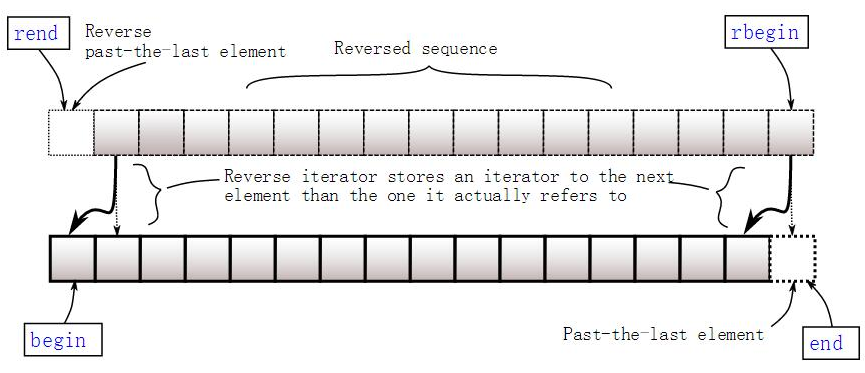 rend
Reverse
past-the-last element
Reversed sequence
rbegin
Reverse iterator stores an iterator to the next
element than the one it actually refers to
begin
Past-the-last element
end